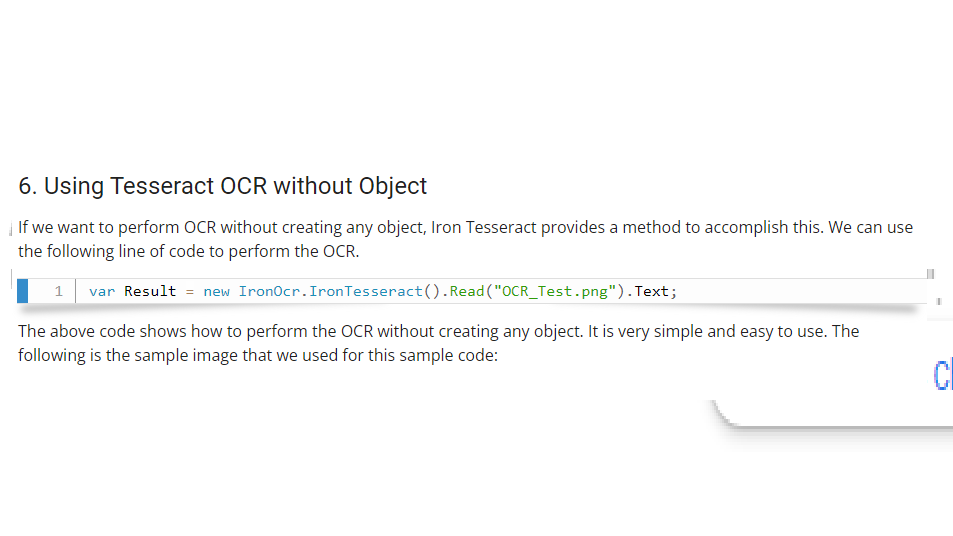 6. Using Tesseract OCR without Object
If we want to perform OCR without creating any object, Iron Tesseract provides a method to accomplish this. We can use
the following line of code to perform the OCR.
1 var Result = new IronOcr.IronTesseract().Read("OCR_Test.png").Text;
The above code shows how to perform the OCR without creating any object. It is very simple and easy to use. The
following is the sample image that we used for this sample code: